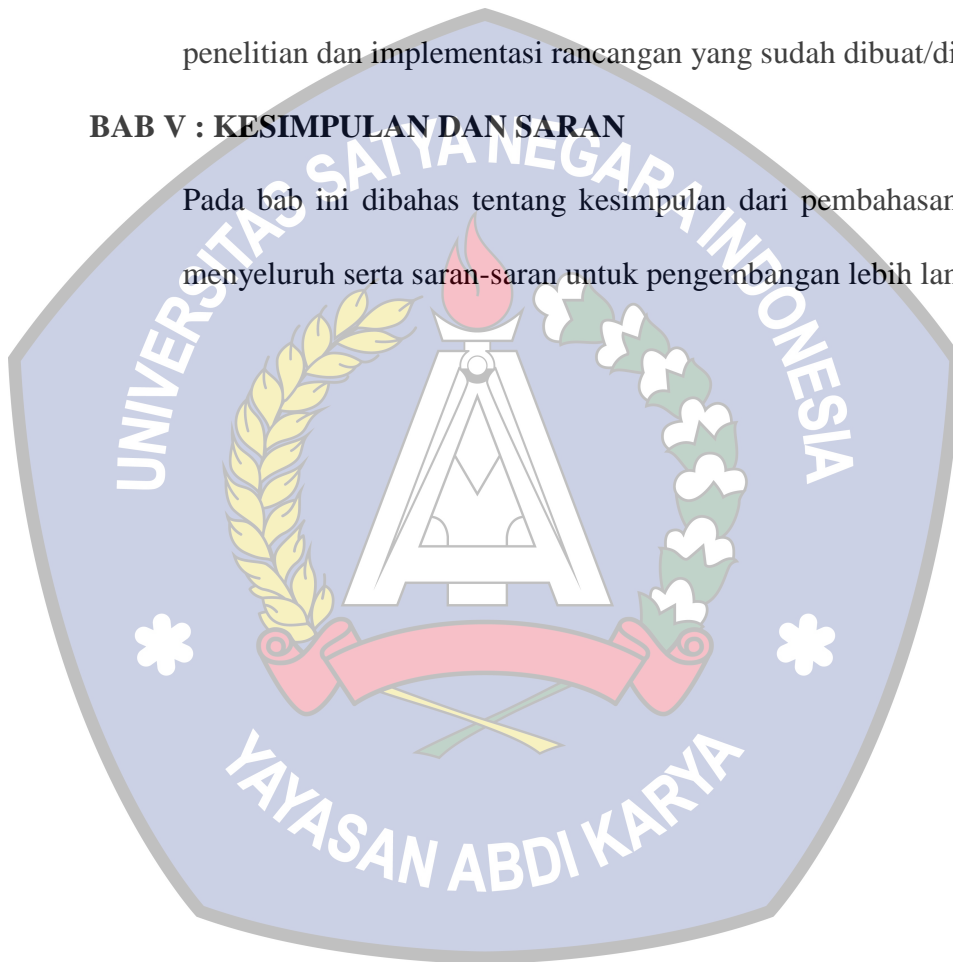 penelitian dan implementasi rancangan yang sudah dibuat/di
BAB V : KESIMPULAN DAN SARAN
Pada bab ini dibahas tentang kesimpulan dari pembahasan
menyeluruh serta saran-saran untuk pengembangan lebih lan
UNIVERSITAS SATYA NEGARA INDONESIA
YAYASAN ABDI KARYA